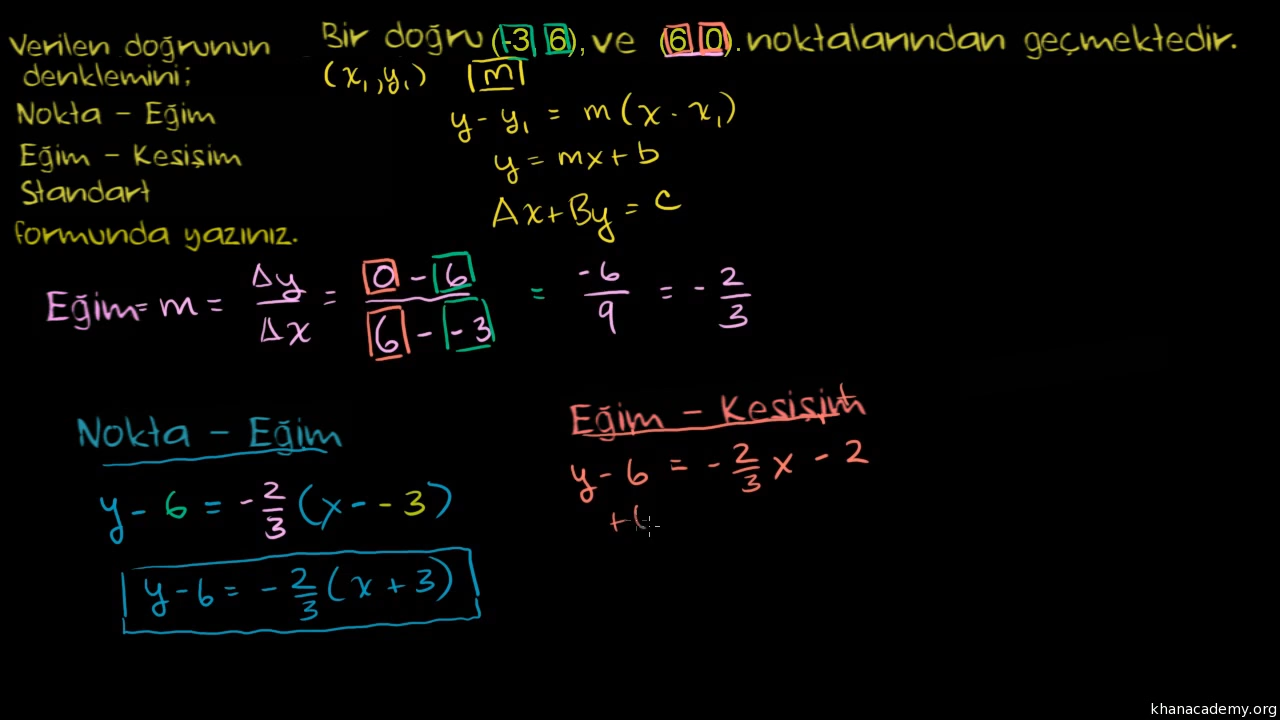 Verilen doğrunun
denklemini;
Nokta - Eğim
Eğim - Kesişim
Standart
formunda yazınız.
Bir doğru (-3, 6), ve (6, 0). noktalarından geçmektedir.
(x₁, y₁) m
y - y₁ = m(x - x₁)
y = mx + b
Ax + By = C
Eğim = m = Δy/Δx = (0 - 6)/(6 - -3) = -6/9 = -2/3
Nokta - Eğim
y - 6 = -2/3 (x - -3)
y - 6 = -2/3 (x + 3)
Eğim - Kesişim
y - 6 = -2/3 x - 2
+
khanacademy.org